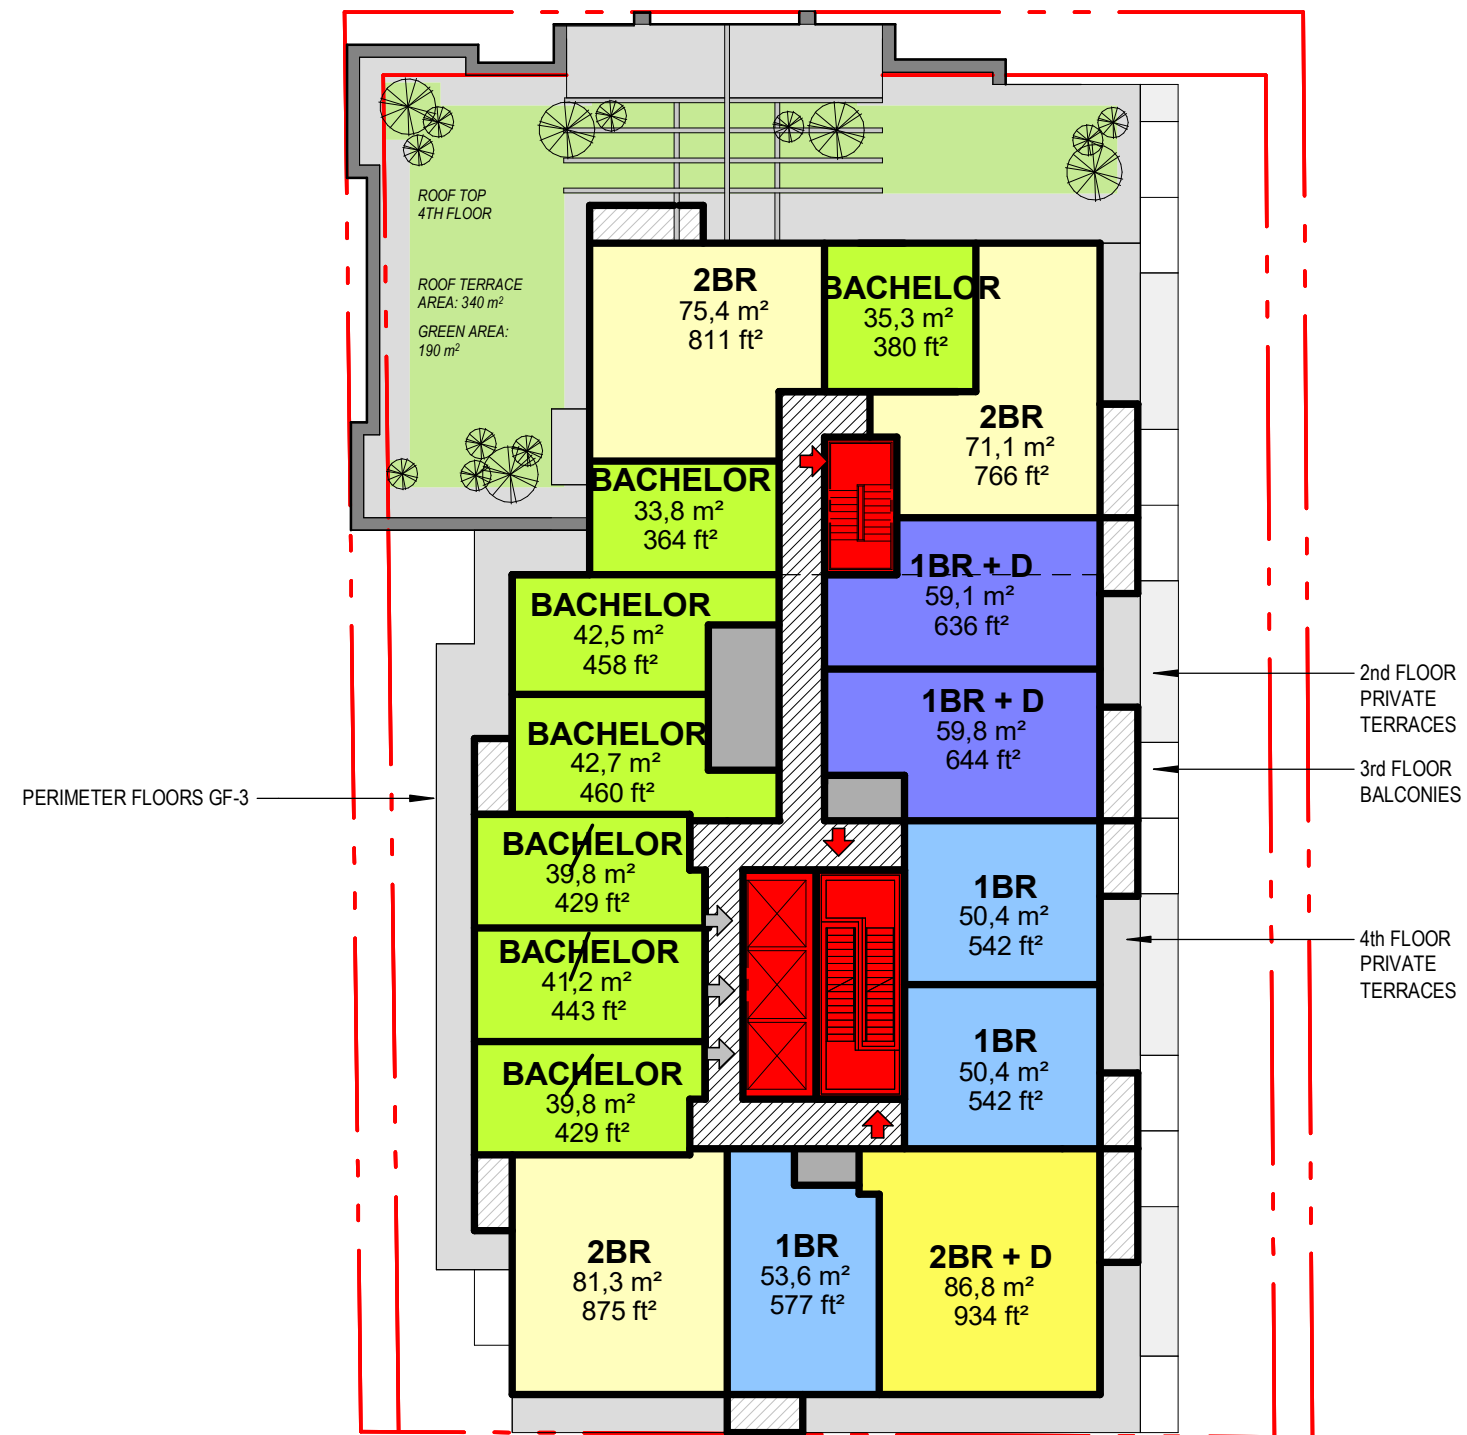 ROOF TOP
4TH FLOOR
ROOF TERRACE
AREA: 340 m²
GREEN AREA:
190 m²
2BR
75,4 m²
811 ft²
BACHELOR
35,3 m²
380 ft²
2BR
71,1 m²
766 ft²
BACHELOR
33,8 m²
364 ft²
1BR + D
59,1 m²
636 ft²
BACHELOR
42,5 m²
458 ft²
1BR + D
59,8 m²
644 ft²
BACHELOR
42,7 m²
460 ft²
2nd FLOOR
PRIVATE
TERRACES
3rd FLOOR
BALCONIES
PERIMETER FLOORS GF-3
BACHELOR
39,8 m²
429 ft²
1BR
50,4 m²
542 ft²
BACHELOR
41,2 m²
443 ft²
4th FLOOR
PRIVATE
TERRACES
1BR
50,4 m²
542 ft²
BACHELOR
39,8 m²
429 ft²
2BR
81,3 m²
875 ft²
1BR
53,6 m²
577 ft²
2BR + D
86,8 m²
934 ft²